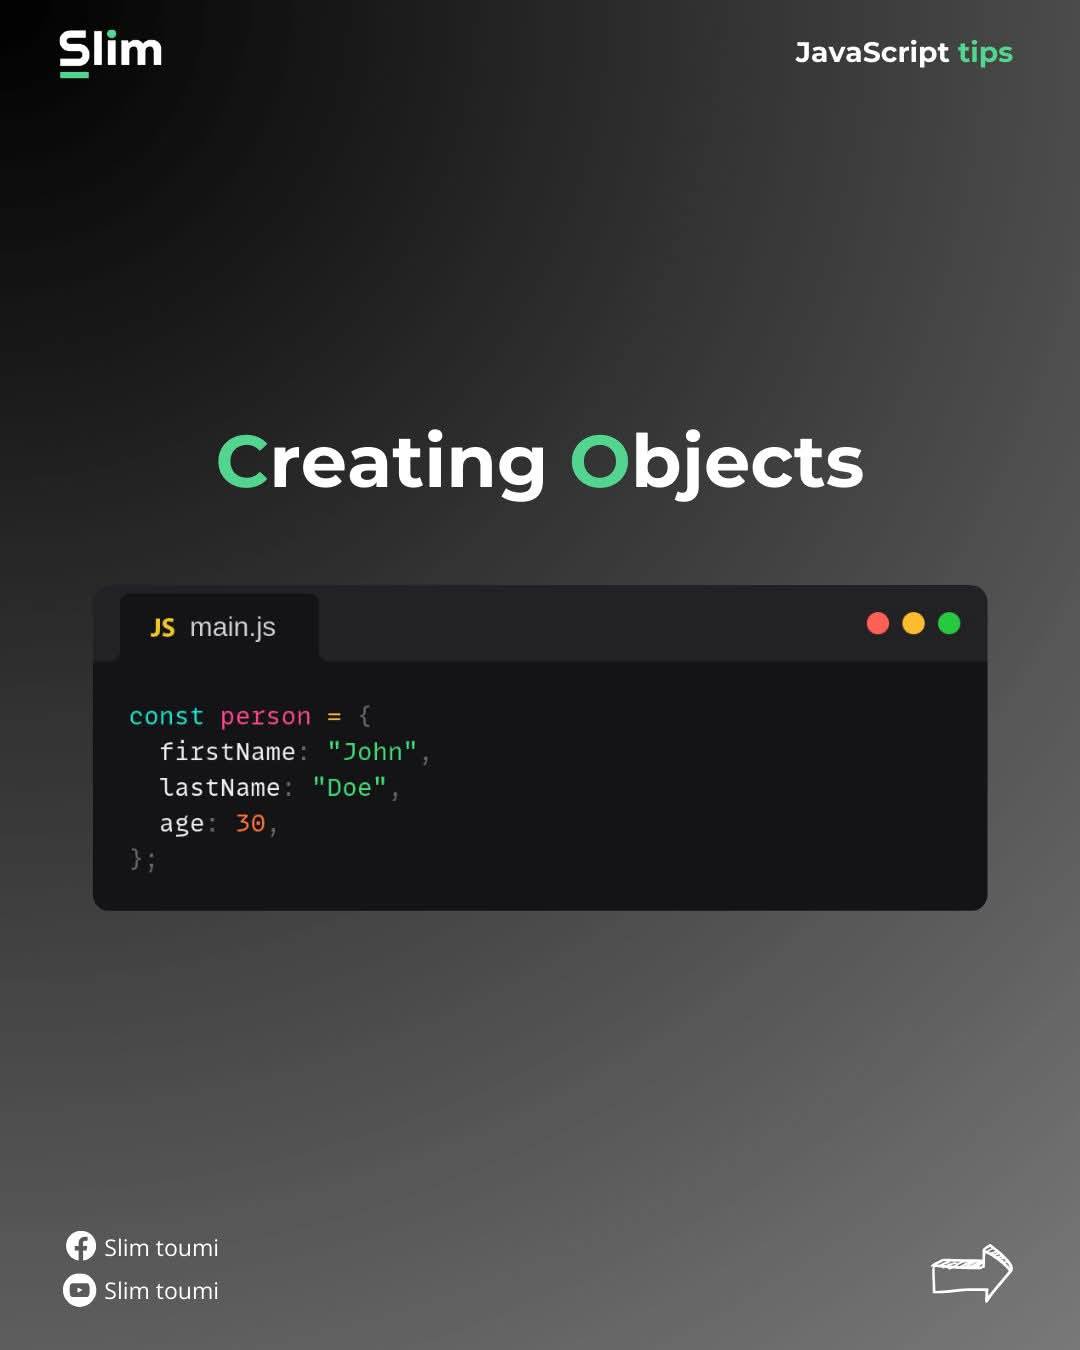 Slim
JavaScript tips
Creating Objects
JS main.js
const person = {
  firstName: "John",
  lastName: "Doe",
  age: 30,
};
Slim toumi
Slim toumi